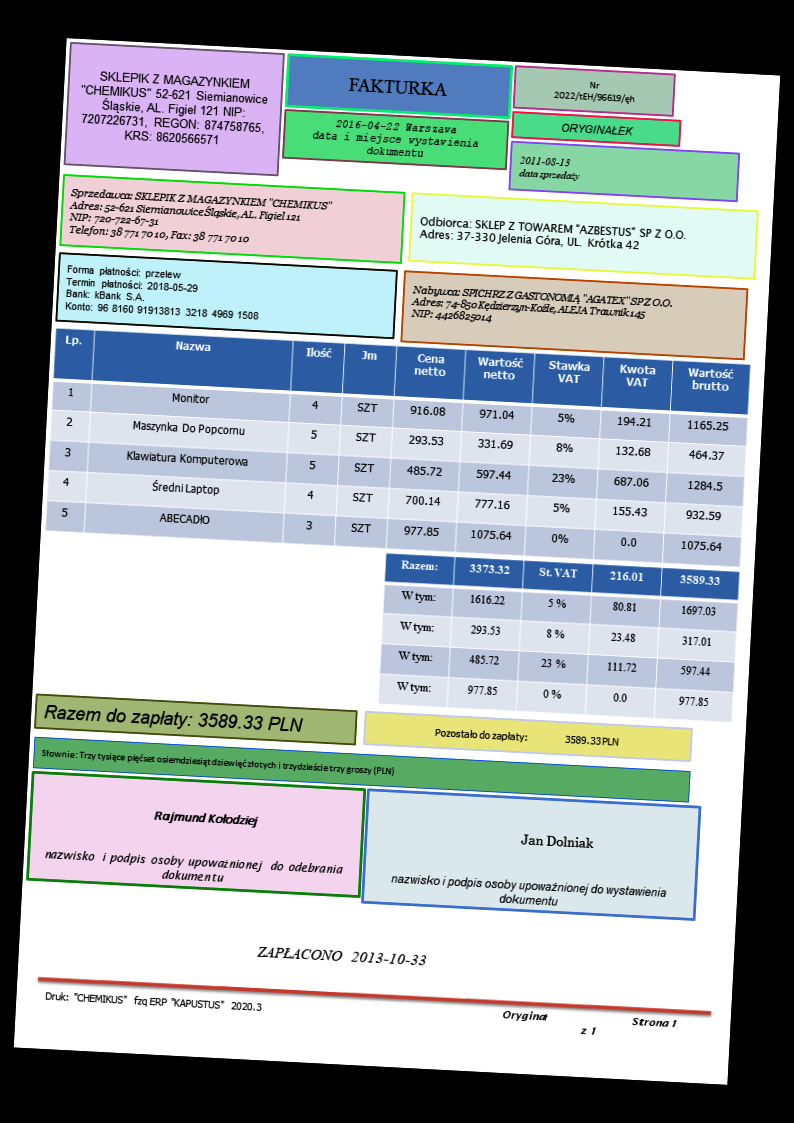 SKLEPIK Z MAGAZYNKIEM
"CHEMIKUS" 52-621 Siemianowice
Śląskie, AL. Figiel 121 NIP:
7207226731, REGON: 874758765,
KRS: 8620566571
FAKTURKA
2016-04-22 Warszawa
data i miejsce wystawienia
dokumentu
Nr
2022/tEH/96619/ęh
ORYGINAŁEK
2011-08-13
data sprzedaży
Sprzedawca: SKLEPIK Z MAGAZYNKIEM "CHEMIKUS"
Adres: 52-621 Siemianowice Śląskie, AL. Figiel 121
NIP: 720-722-67-31
Telefon: 38 771 70 10, Fax: 38 771 70 10
Odbiorca: SKLEP Z TOWAREM "AZBESTUS" SP Z O.O.
Adres: 37-330 Jelenia Góra, UL. Krótka 42
Forma płatności: przelew
Termin płatności: 2018-05-29
Bank: kBank S.A.
Konto: 96 8160 91913813 3218 4969 1508
Nabywca: SPICHRZ Z GASTONOMIĄ "AGATEX" SP Z O.O.
Adres: 74-850 Kędzierzyn-Koźle, ALEJA Trawnik 145
NIP: 4426825014
Lp. Nazwa Ilość Jm Cena netto Wartość netto Stawka VAT Kwota VAT Wartość brutto
1 Monitor 4 SZT 916.08 971.04 5% 194.21 1165.25
2 Maszynka Do Popcornu 5 SZT 293.53 331.69 8% 132.68 464.37
3 Klawiatura Komputerowa 5 SZT 485.72 597.44 23% 687.06 1284.5
4 Średni Laptop 4 SZT 700.14 777.16 5% 155.43 932.59
5 ABECADŁO 3 SZT 977.85 1075.64 0% 0.0 1075.64
Razem: 3373.32 St. VAT 216.01 3589.33
W tym: 1616.22 5 % 80.81 1697.03
W tym: 293.53 8 % 23.48 317.01
W tym: 485.72 23 % 111.72 597.44
W tym: 977.85 0 % 0.0 977.85
Razem do zapłaty: 3589.33 PLN
Pozostało do zapłaty: 3589.33 PLN
Słownie: Trzy tysiące pięćset osiemdziesiąt dziewięć złotych i trzydzieście trzy groszy (PLN)
Rajmund Kołodziej
nazwisko i podpis osoby upoważnionej do odebrania
dokumentu
Jan Dolniak
nazwisko i podpis osoby upoważnionej do wystawienia
dokumentu
ZAPŁACONO 2013-10-33
Druk: "CHEMIKUS" fzq ERP "KAPUSTUS" 2020.3
Oryginał
Strona 1
z 1